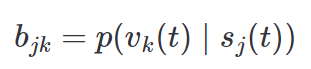 b_{jk} = p(v_k(t) | s_j(t))